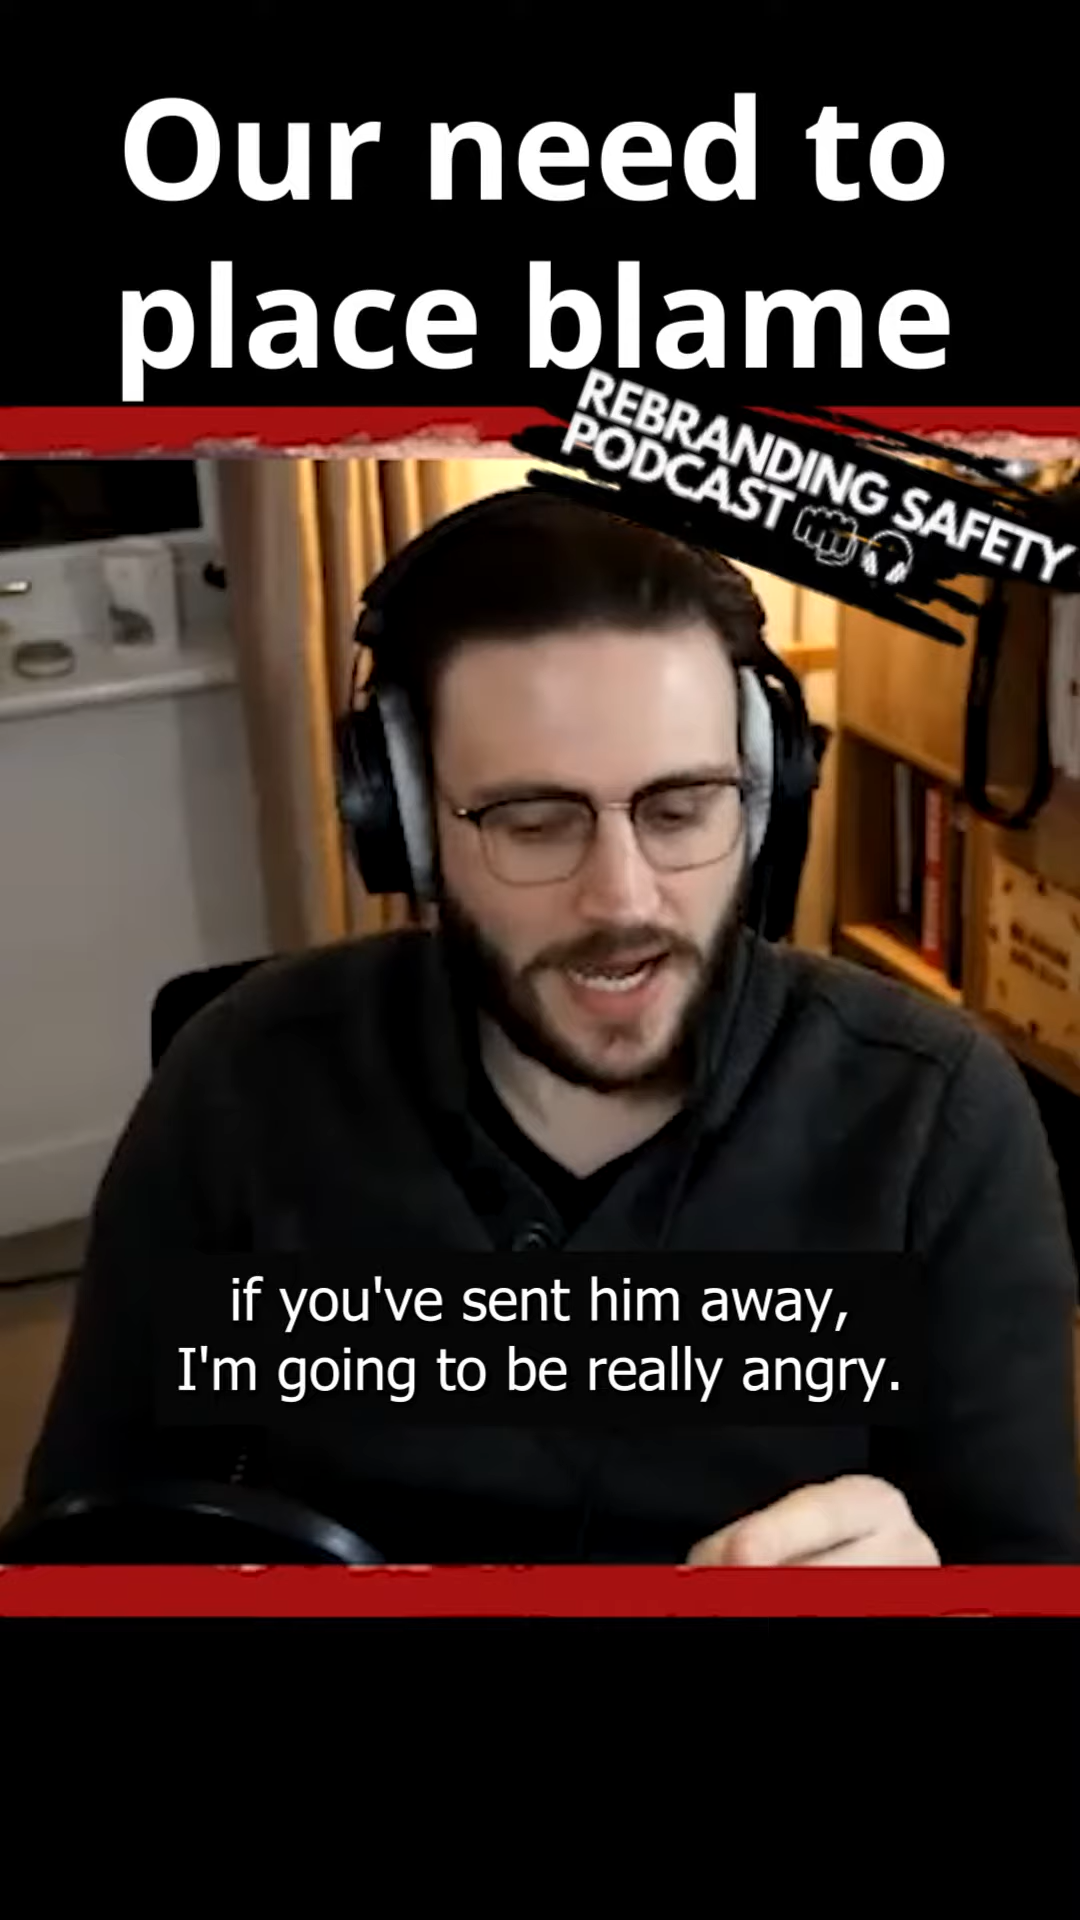 Our need to
place blame
REBRANDING SAFETY
PODCAST
if you've sent him away,
I'm going to be really angry.